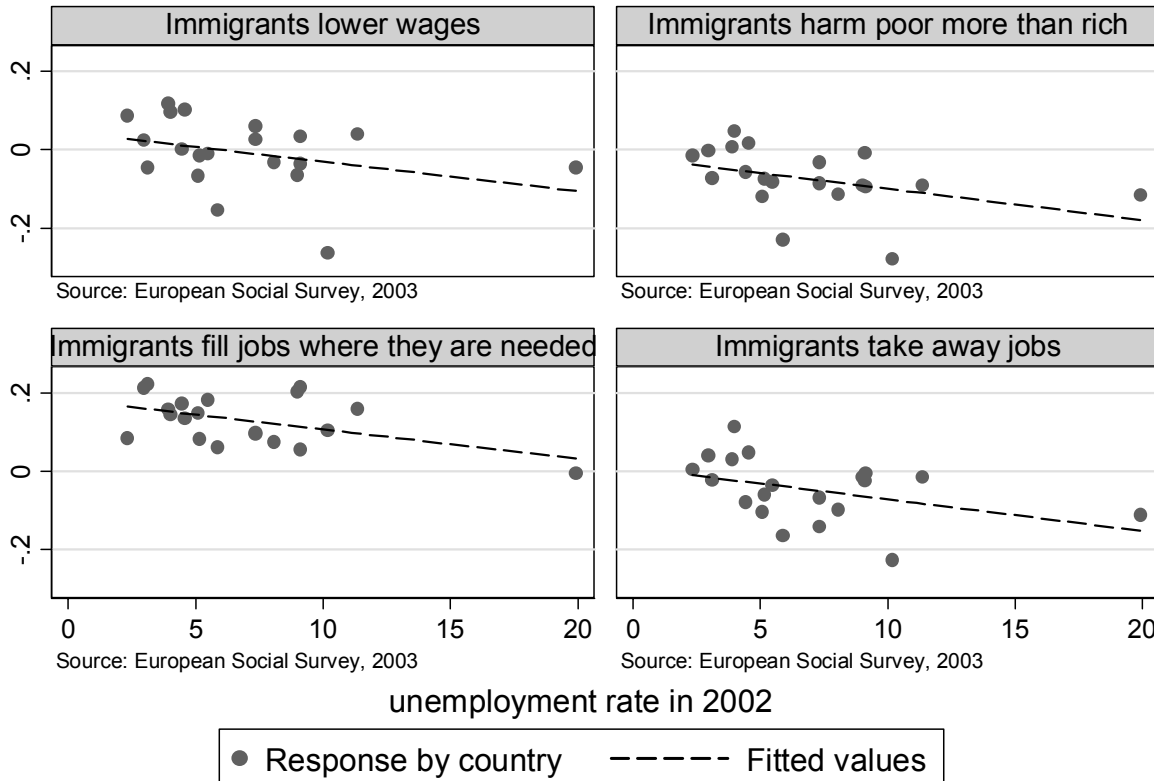 Immigrants lower wages
Immigrants harm poor more than rich
.2
0
-.2
Source: European Social Survey, 2003
Source: European Social Survey, 2003
Immigrants fill jobs where they are needed
Immigrants take away jobs
.2
0
-.2
0 5 10 15 20
0 5 10 15 20
Source: European Social Survey, 2003
Source: European Social Survey, 2003
unemployment rate in 2002
Response by country
Fitted values